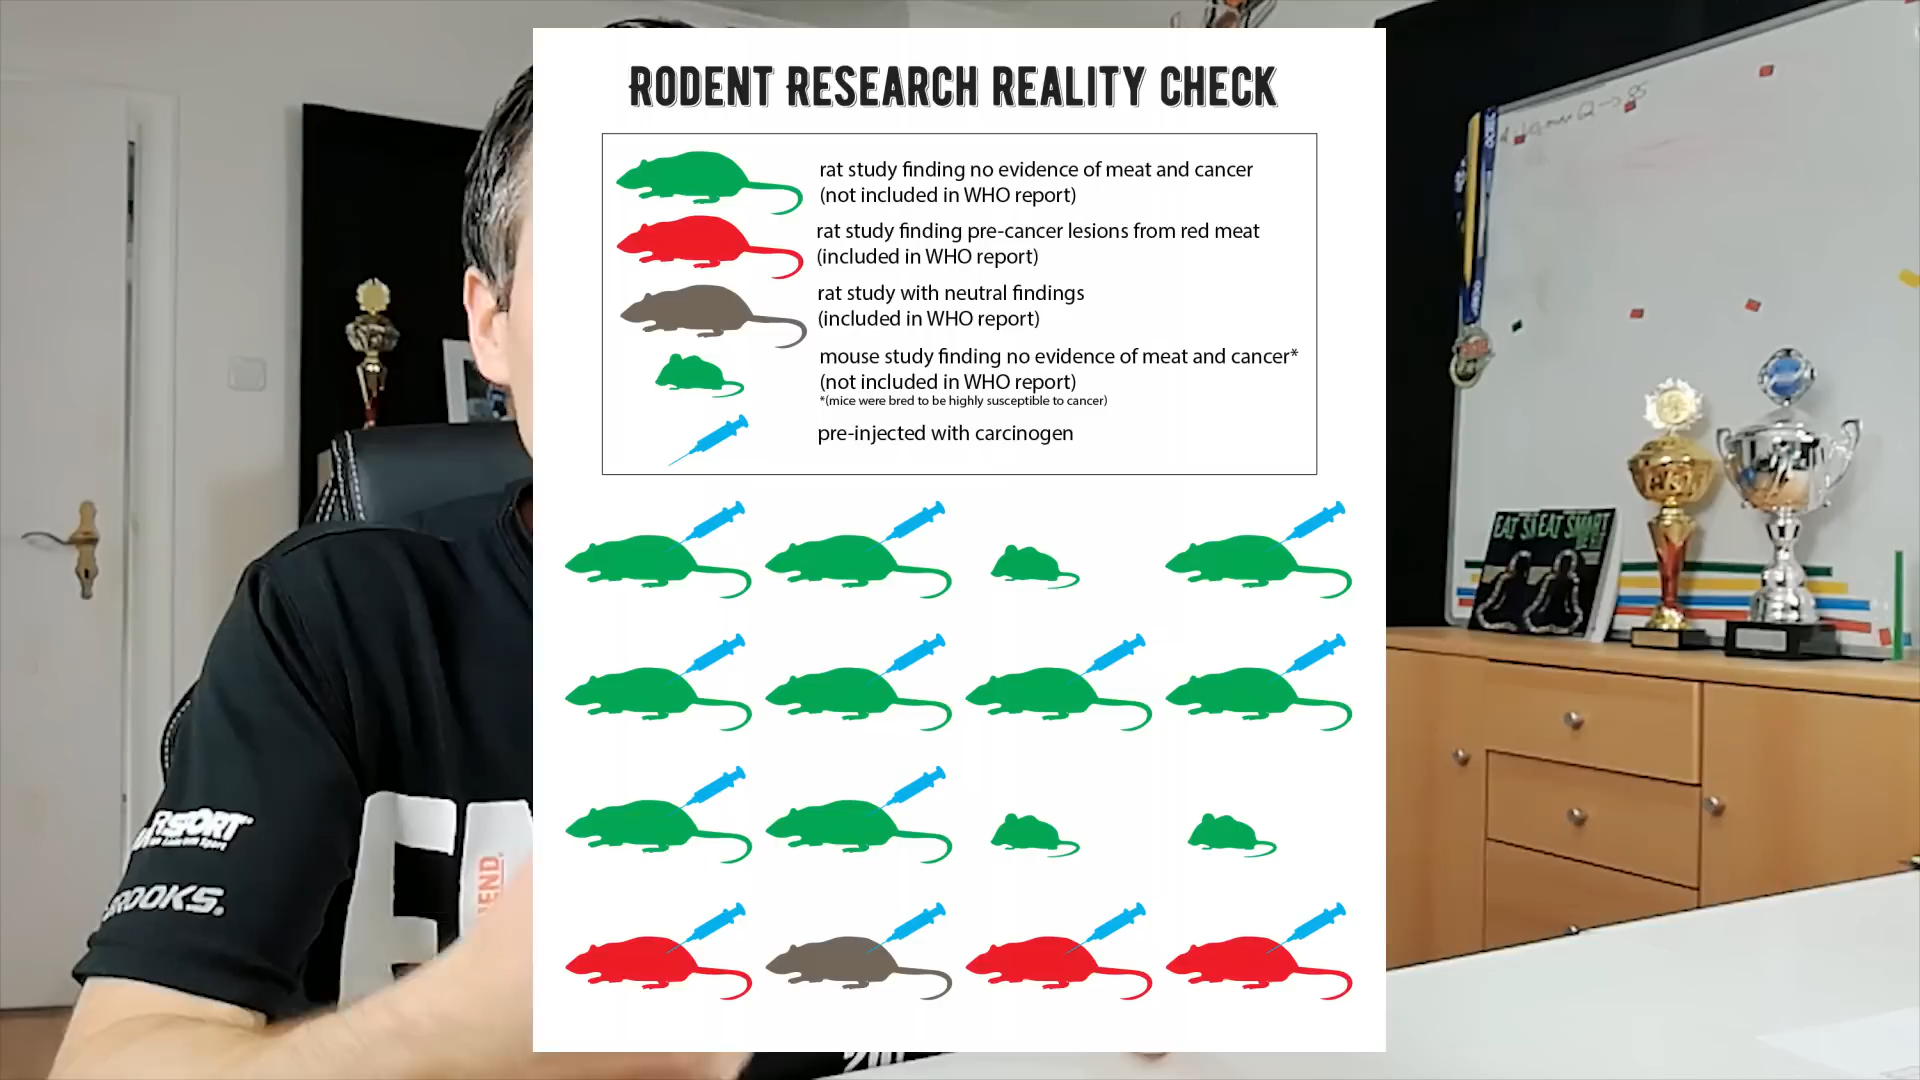 RODENT RESEARCH REALITY CHECK
rat study finding no evidence of meat and cancer
(not included in WHO report)
rat study finding pre-cancer lesions from red meat
(included in WHO report)
rat study with neutral findings
(included in WHO report)
mouse study finding no evidence of meat and cancer*
(not included in WHO report)
*(mice were bred to be highly susceptible to cancer)
pre-injected with carcinogen
EAT SMART
BROOKS.